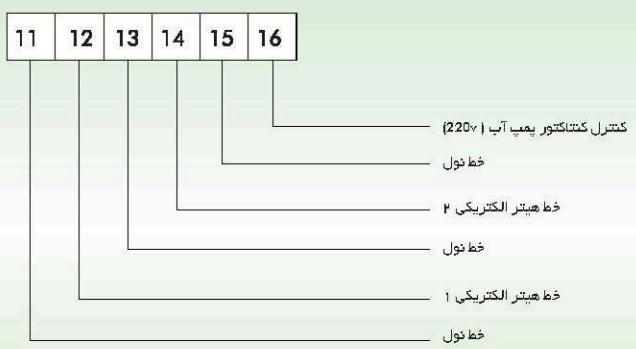 11 12 13 14 15 16
کنترل کنتاکتور پمپ آب ( 220v)
خط نول
خط هیتر الکتریکی ۲
خط نول
خط هیتر الکتریکی ۱
خط نول